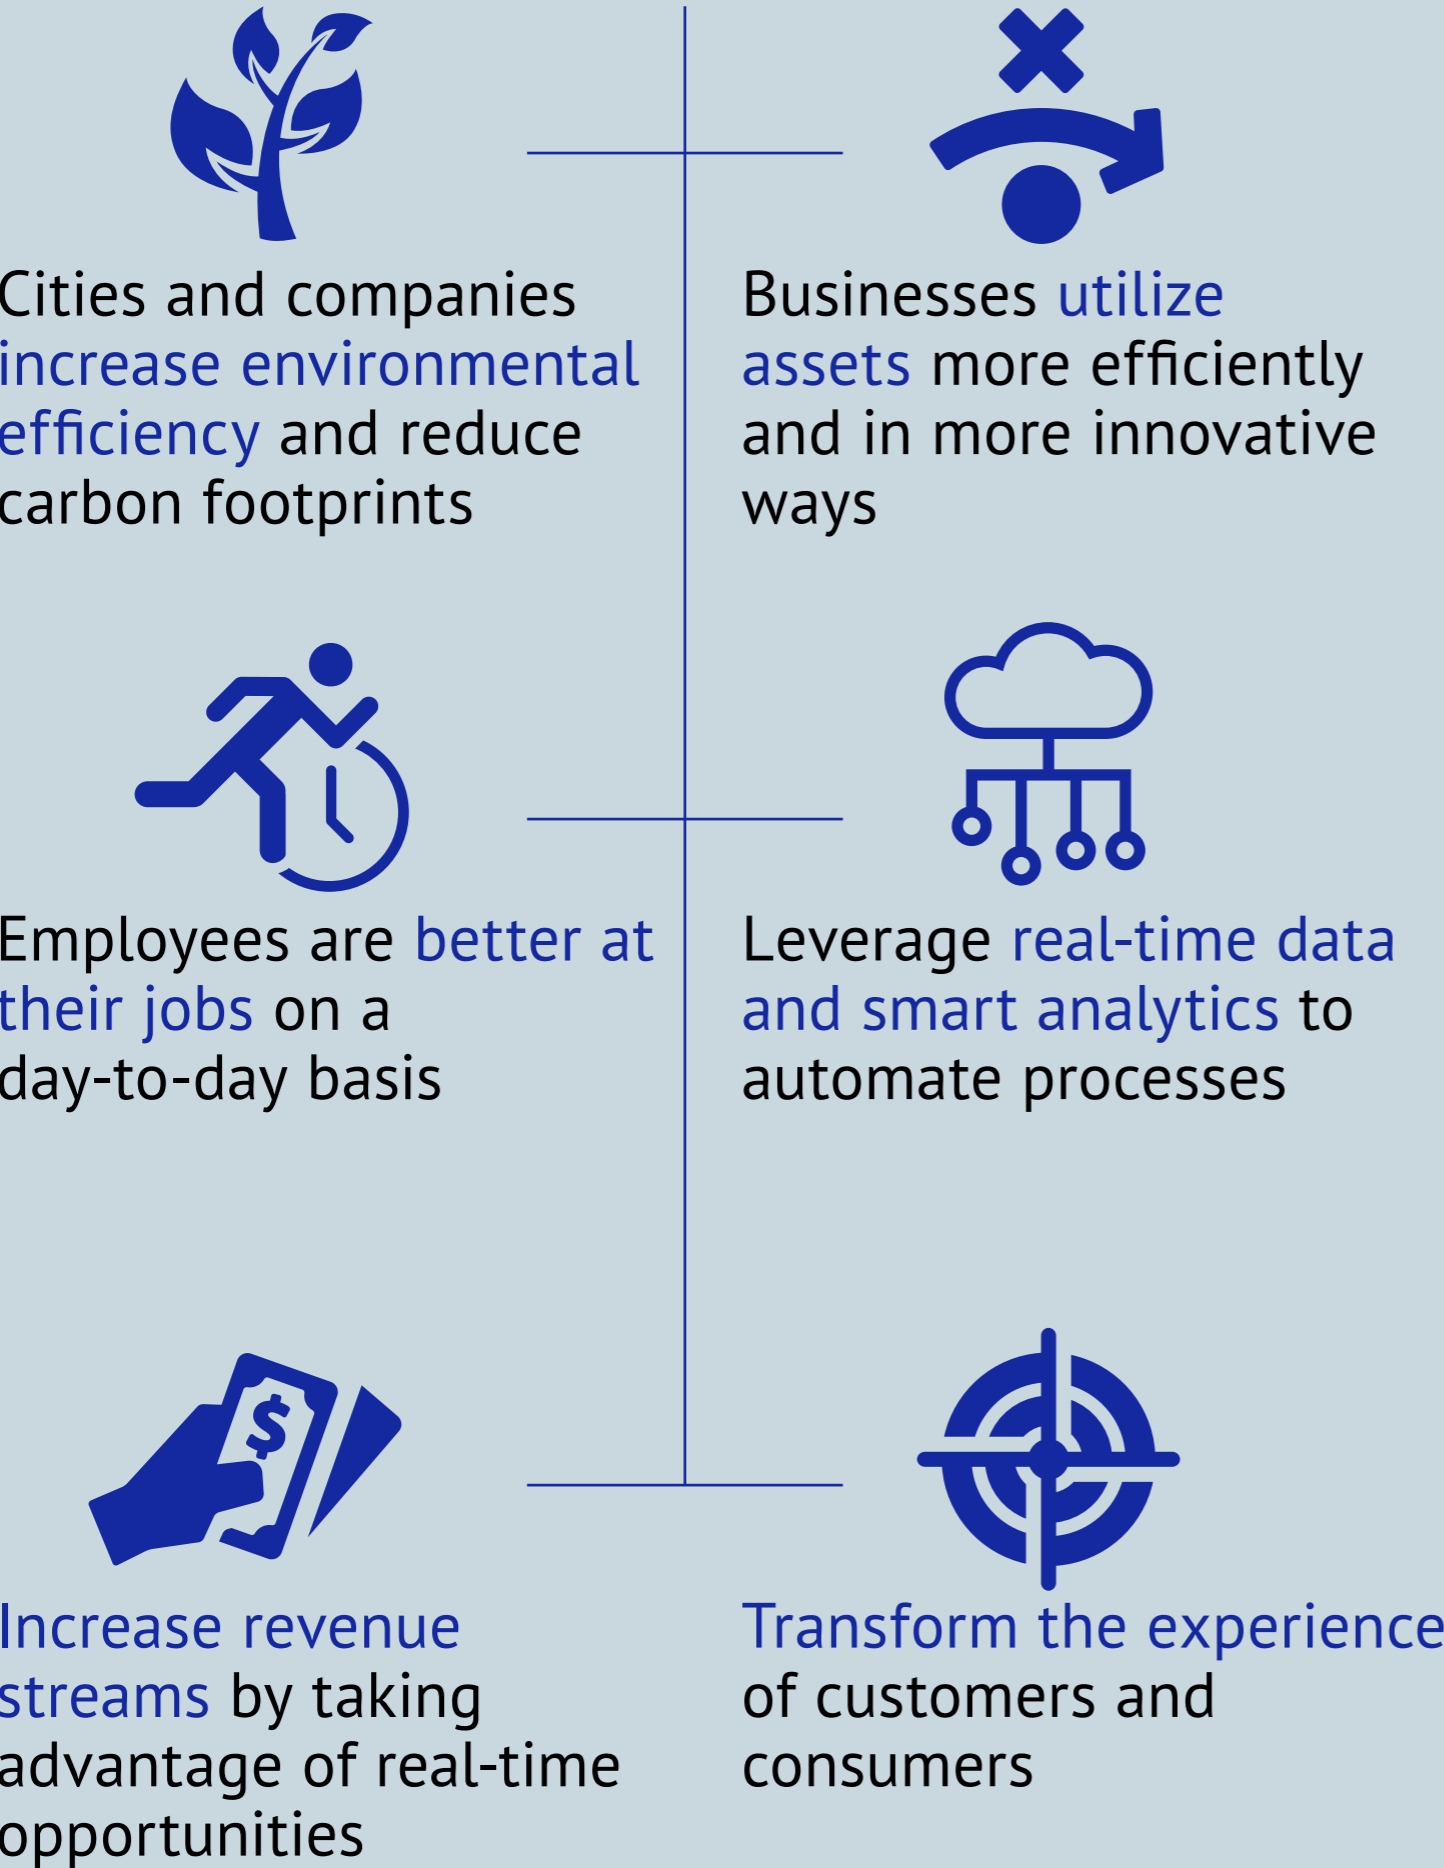 Cities and companies
increase environmental
efficiency and reduce
carbon footprints
Businesses utilize
assets more efficiently
and in more innovative
ways
Employees are better at
their jobs on a
day-to-day basis
Leverage real-time data
and smart analytics to
automate processes
$
Increase revenue
streams by taking
advantage of real-time
opportunities
Transform the experience
of customers and
consumers